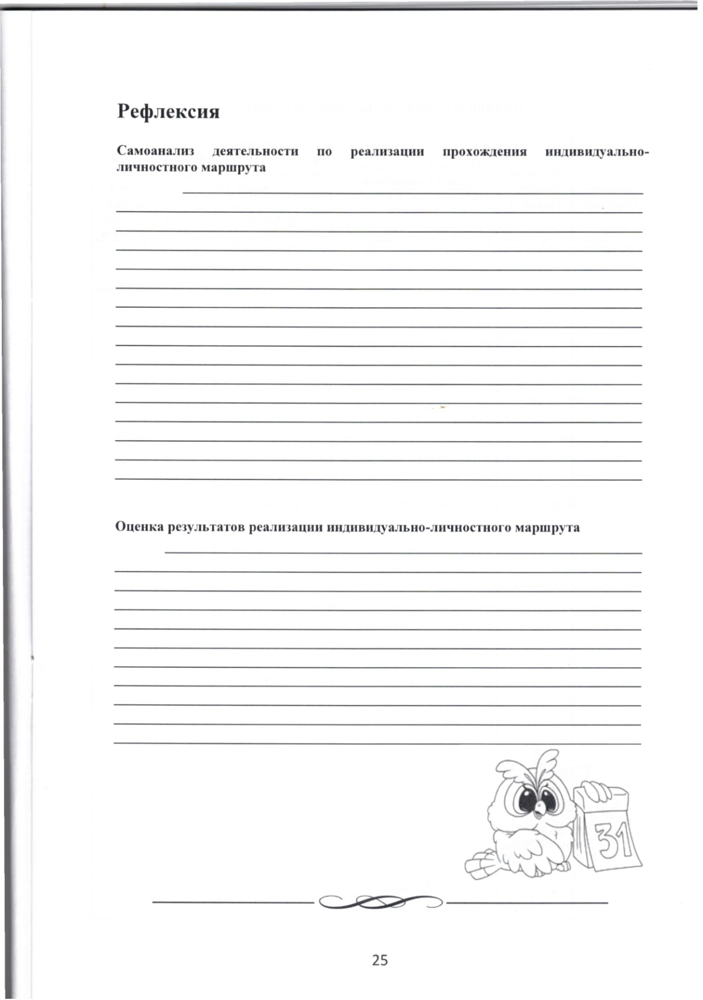 Рефлексия
Самоанализ деятельности по реализации прохождения индивидуально-
личностного маршрута
Оценка результатов реализации индивидуально-личностного маршрута
31
25